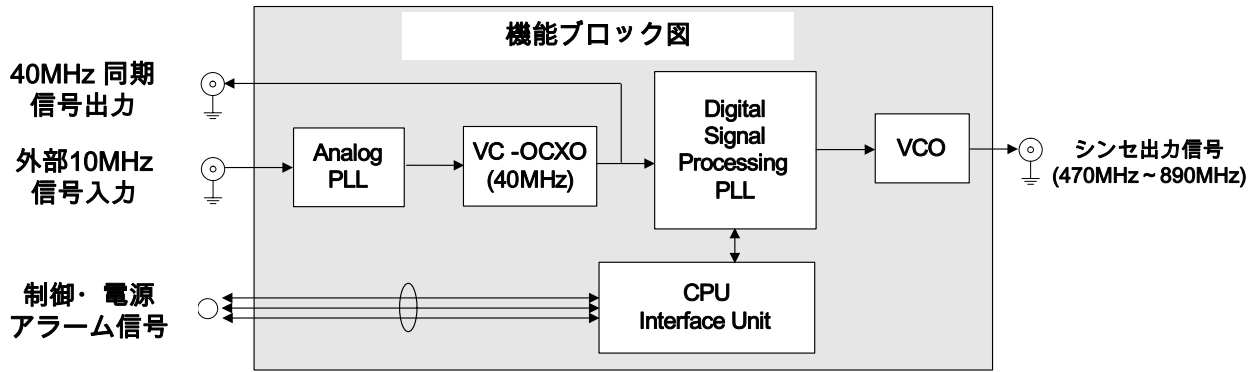 機能ブロック図
40MHz 同期
信号出力
外部10MHz
信号入力
Analog
PLL
VC -OCXO
(40MHz)
Digital
Signal
Processing
PLL
VCO
シンセ出力信号
(470MHz～890MHz)
制御・ 電源
アラーム信号
CPU
Interface Unit